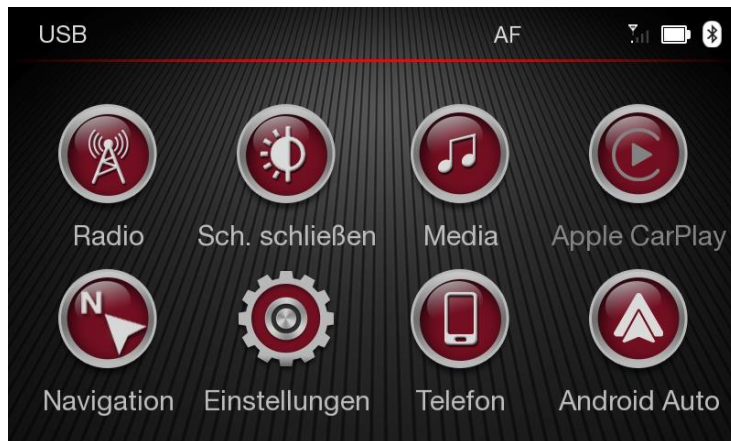 USB AF
Radio Sch. schließen Media Apple CarPlay
N
Navigation Einstellungen Telefon Android Auto